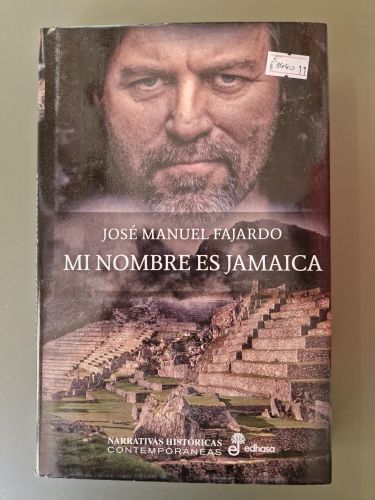 JOSÉ MANUEL FAJARDO
MI NOMBRE ES JAMAICA
NARRATIVAS HISTÓRICAS
CONTEMPORÁNEAS
edhasa